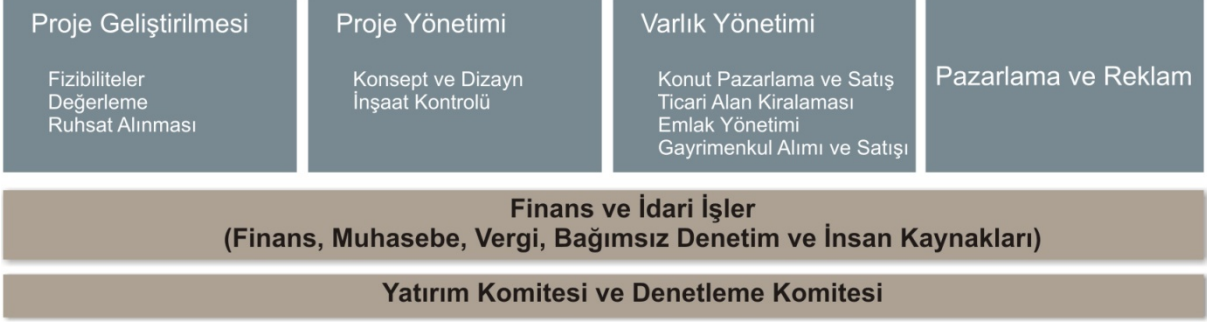 Proje Geliştirilmesi
Fizibiliteler
Değerleme
Ruhsat Alınması
Proje Yönetimi
Konsept ve Dizayn
İnşaat Kontrolü
Varlık Yönetimi
Konut Pazarlama ve Satış
Ticari Alan Kiralaması
Emlak Yönetimi
Gayrimenkul Alımı ve Satışı
Pazarlama ve Reklam
Finans ve İdari İşler
(Finans, Muhasebe, Vergi, Bağımsız Denetim ve İnsan Kaynakları)
Yatırım Komitesi ve Denetleme Komitesi